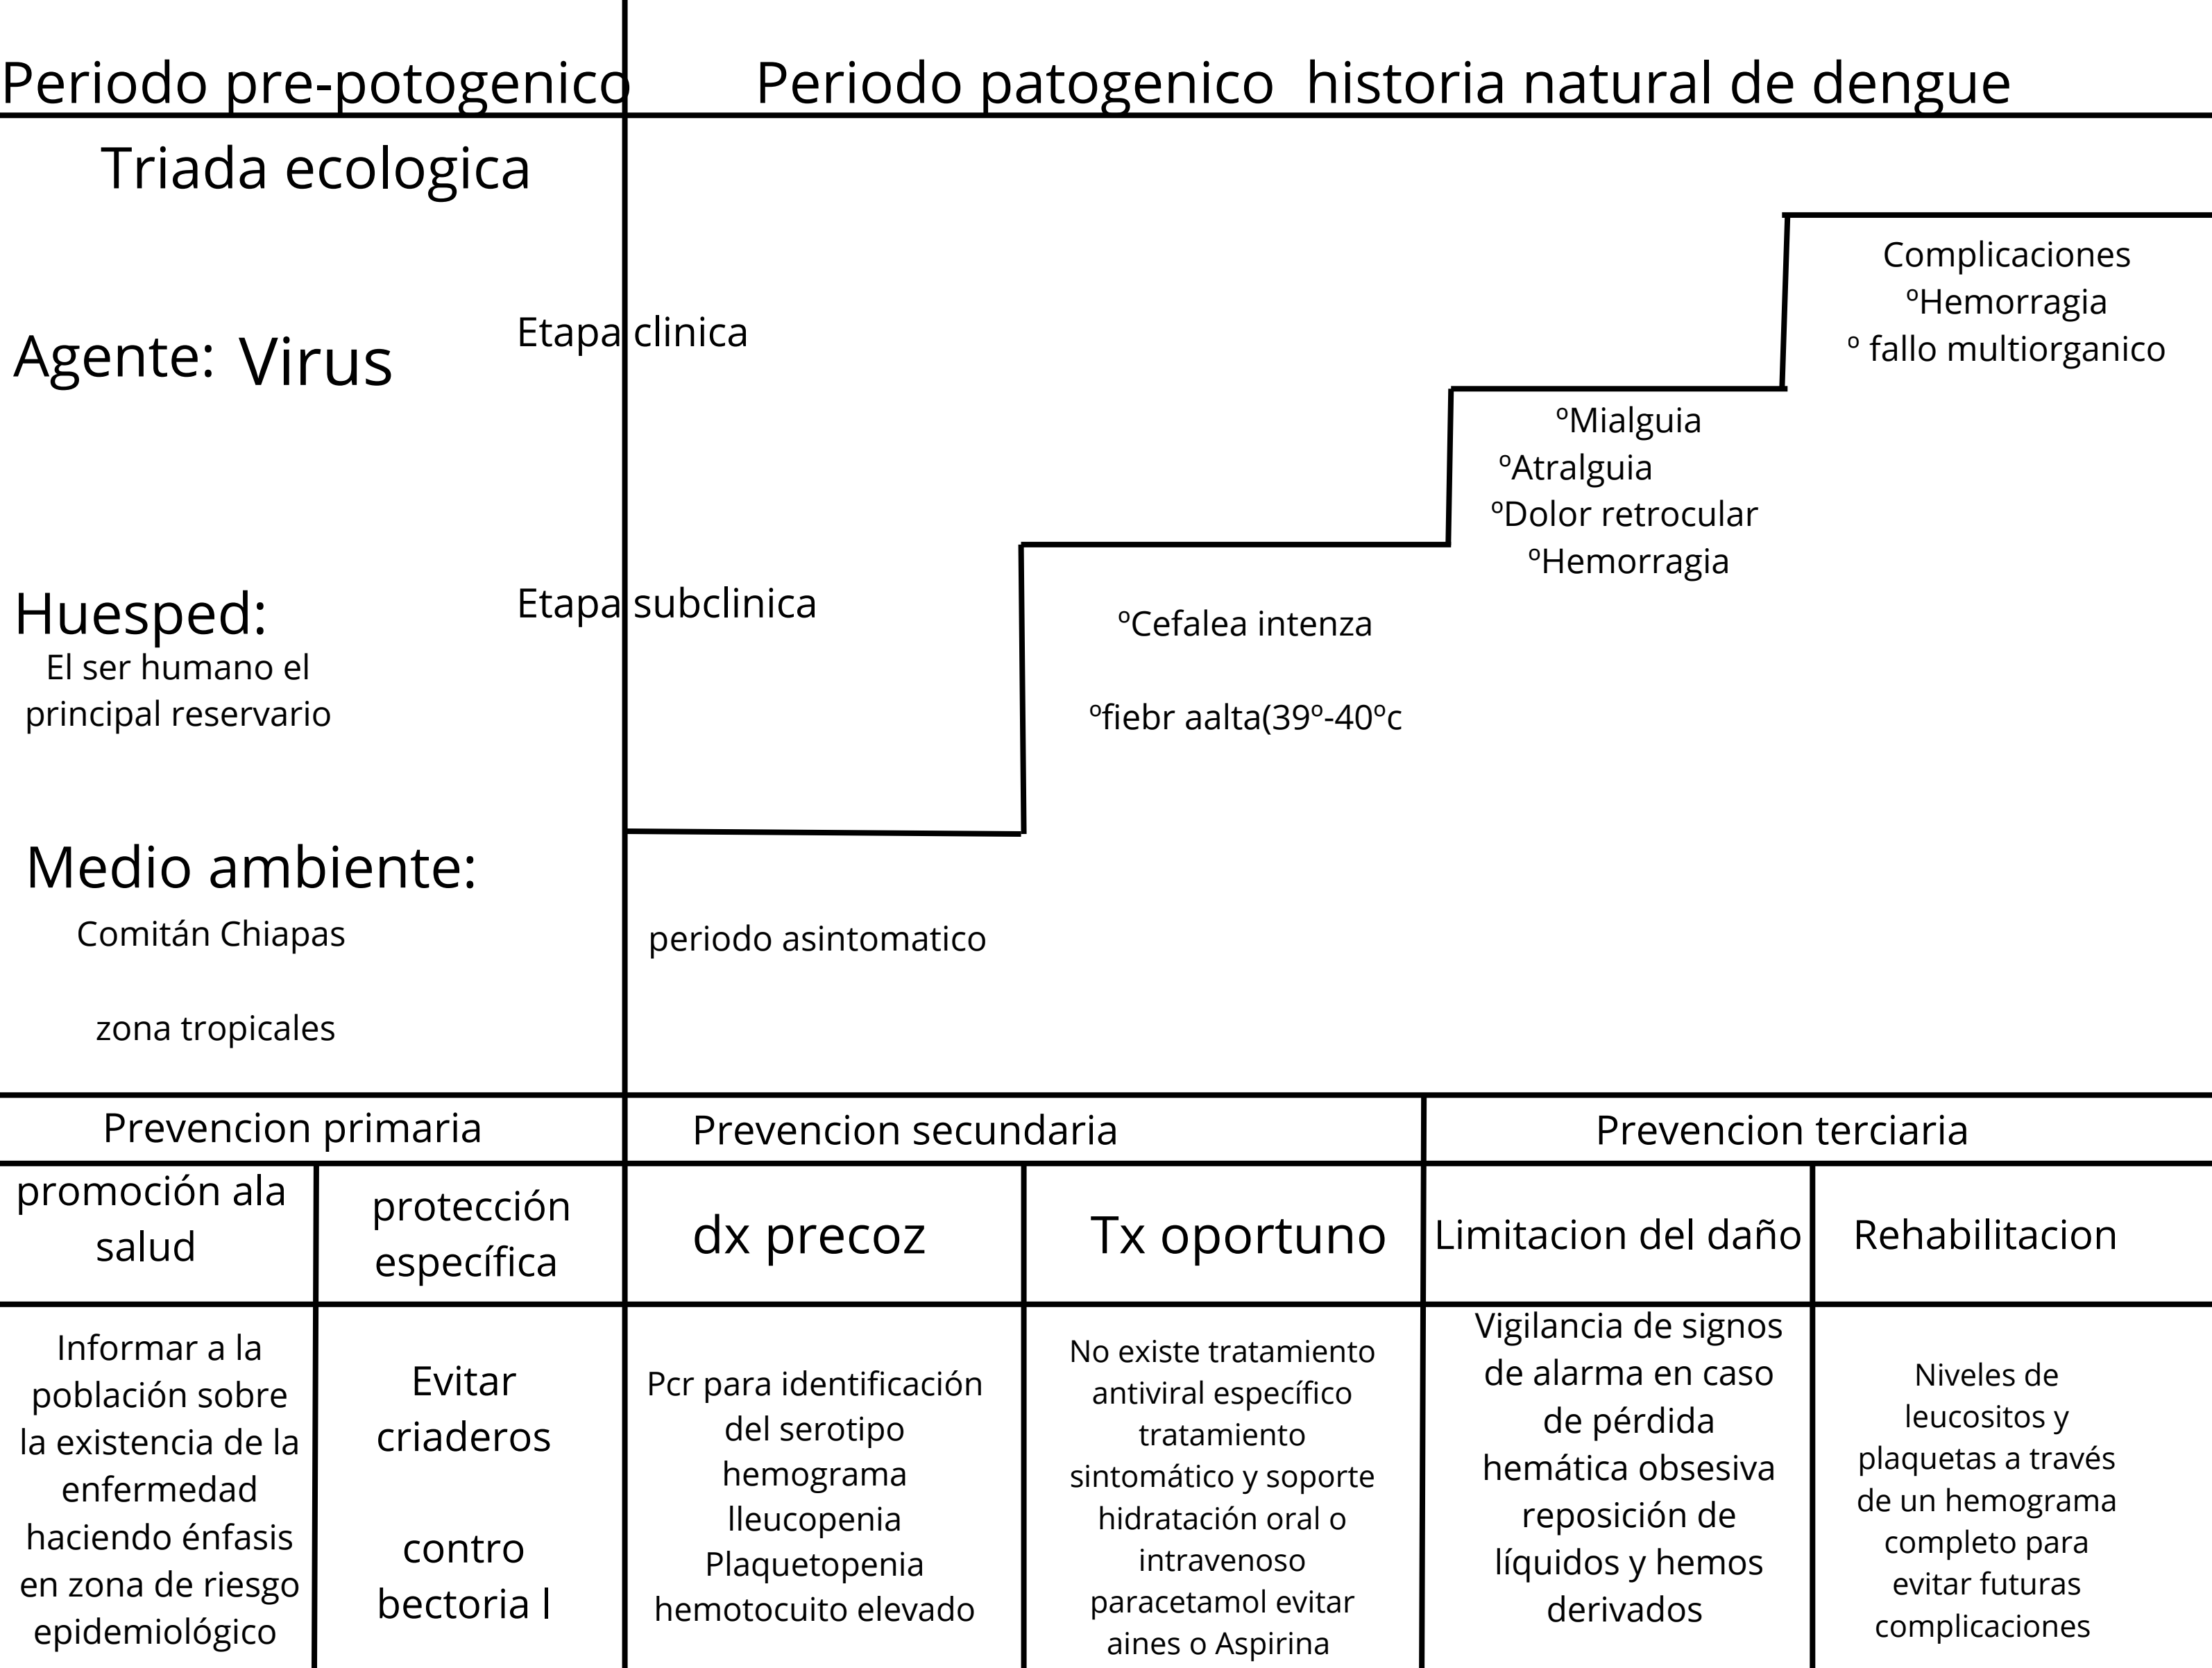 Periodo pre-potogenico
Periodo patogenico  historia natural de dengue
Triada ecologica
Agente: Virus
Huesped:
El ser humano el
principal reservario
Medio ambiente:
Comitán Chiapas
zona tropicales
Etapa clinica
Etapa subclinica
periodo asintomatico
ºCefalea intenza
ºfiebr aalta(39º-40ºc
ºMialguia
ºAtralguia
ºDolor retrocular
ºHemorragia
Complicaciones
ºHemorragia
º fallo multiorganico
Prevencion primaria
Prevencion secundaria
Prevencion terciaria
promoción ala
salud
protección
específica
dx precoz
Tx oportuno
Limitacion del daño
Rehabilitacion
Informar a la
población sobre
la existencia de la
enfermedad
haciendo énfasis
en zona de riesgo
epidemiológico
Evitar
criaderos
contro
bectoria l
Pcr para identificación
del serotipo
hemograma
lleucopenia
Plaquetopenia
hemotocuito elevado
No existe tratamiento
antiviral específico
tratamiento
sintomático y soporte
hidratación oral o
intravenoso
paracetamol evitar
aines o Aspirina
Vigilancia de signos
de alarma en caso
de pérdida
hemática obsesiva
reposición de
líquidos y hemos
derivados
Niveles de
leucositos y
plaquetas a través
de un hemograma
completo para
evitar futuras
complicaciones